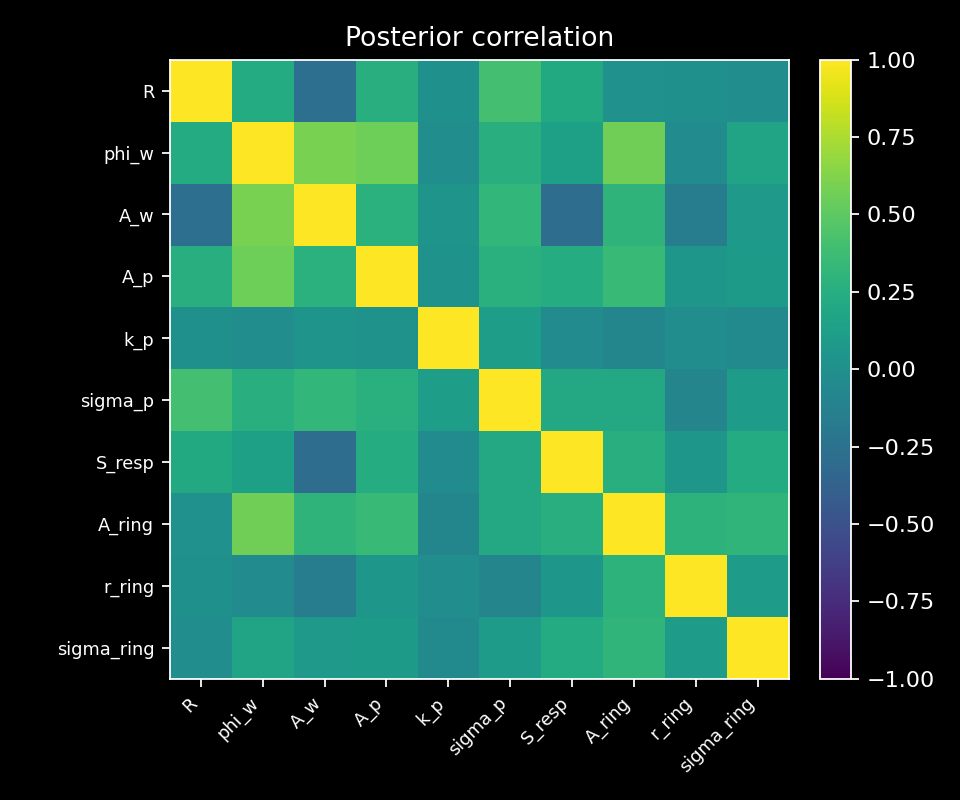 Posterior correlation
R
phi_w
A_w
A_p
k_p
sigma_p
S_resp
A_ring
r_ring
sigma_ring
R
phi_w
A_w
A_p
k_p
sigma_p
S_resp
A_ring
r_ring
sigma_ring
1.00
0.75
0.50
0.25
0.00
−0.25
−0.50
−0.75
−1.00